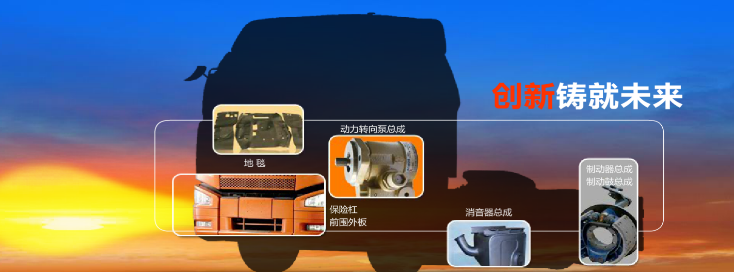 创新铸就未来
动力转向泵总成
地 毯
制动器总成
制动鼓总成
保险杠
前围外板
消音器总成